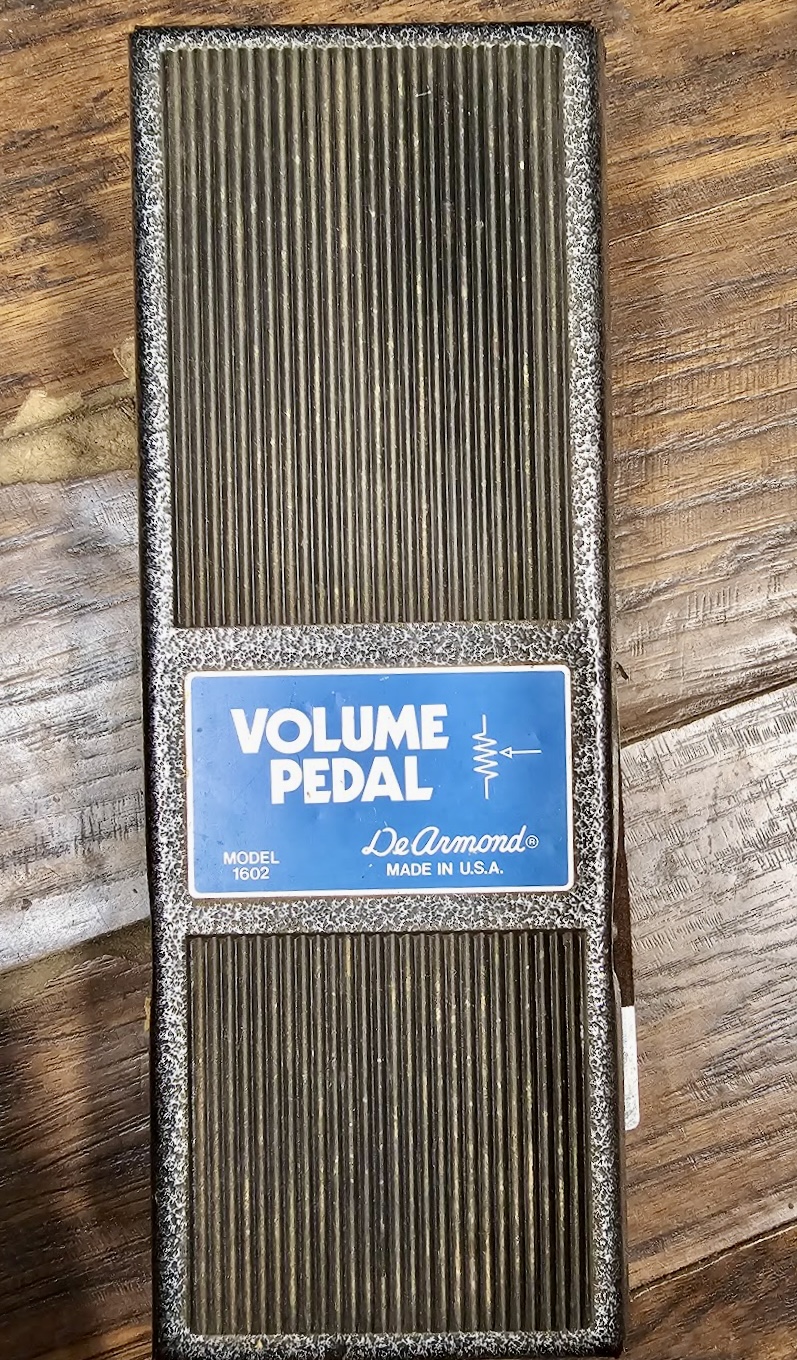 VOLUME
PEDAL
DeArmond®
MODEL
1602
MADE IN U.S.A.